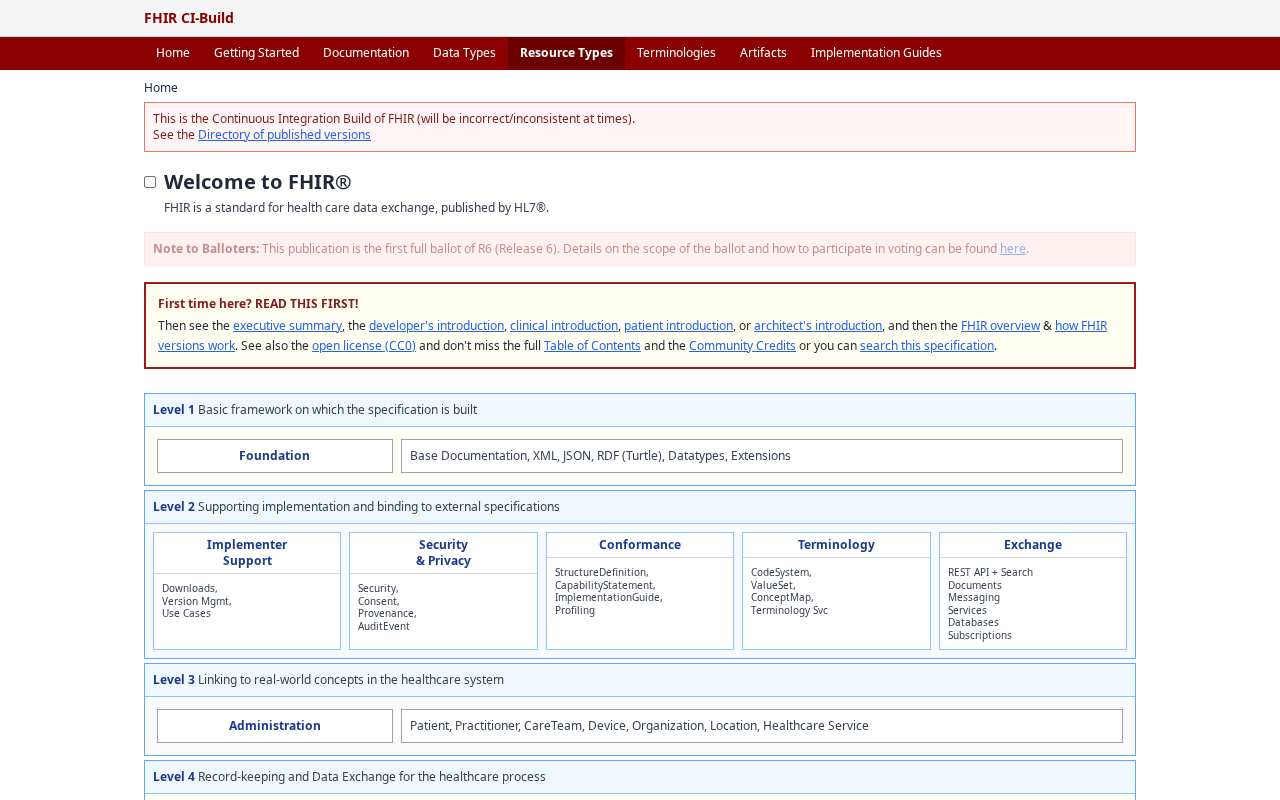 FHIR CI-Build
Home Getting Started Documentation Data Types Resource Types Terminologies Artifacts Implementation Guides
Home
This is the Continuous Integration Build of FHIR (will be incorrect/inconsistent at times).
See the Directory of published versions
Welcome to FHIR®
FHIR is a standard for health care data exchange, published by HL7®.
Note to Balloters: This publication is the first full ballot of R6 (Release 6). Details on the scope of the ballot and how to participate in voting can be found here.
First time here? READ THIS FIRST!
Then see the executive summary, the developer's introduction, clinical introduction, patient introduction, or architect's introduction, and then the FHIR overview & how FHIR
versions work. See also the open license (CC0) and don't miss the full Table of Contents and the Community Credits or you can search this specification.
Level 1 Basic framework on which the specification is built
Foundation
Base Documentation, XML, JSON, RDF (Turtle), Datatypes, Extensions
Level 2 Supporting implementation and binding to external specifications
Implementer
Support
Downloads,
Version Mgmt,
Use Cases
Security
& Privacy
Security,
Consent,
Provenance,
AuditEvent
Conformance
StructureDefinition,
CapabilityStatement,
ImplementationGuide,
Profiling
Terminology
CodeSystem,
ValueSet,
ConceptMap,
Terminology Svc
Exchange
REST API + Search
Documents
Messaging
Services
Databases
Subscriptions
Level 3 Linking to real-world concepts in the healthcare system
Administration
Patient, Practitioner, CareTeam, Device, Organization, Location, Healthcare Service
Level 4 Record-keeping and Data Exchange for the healthcare process